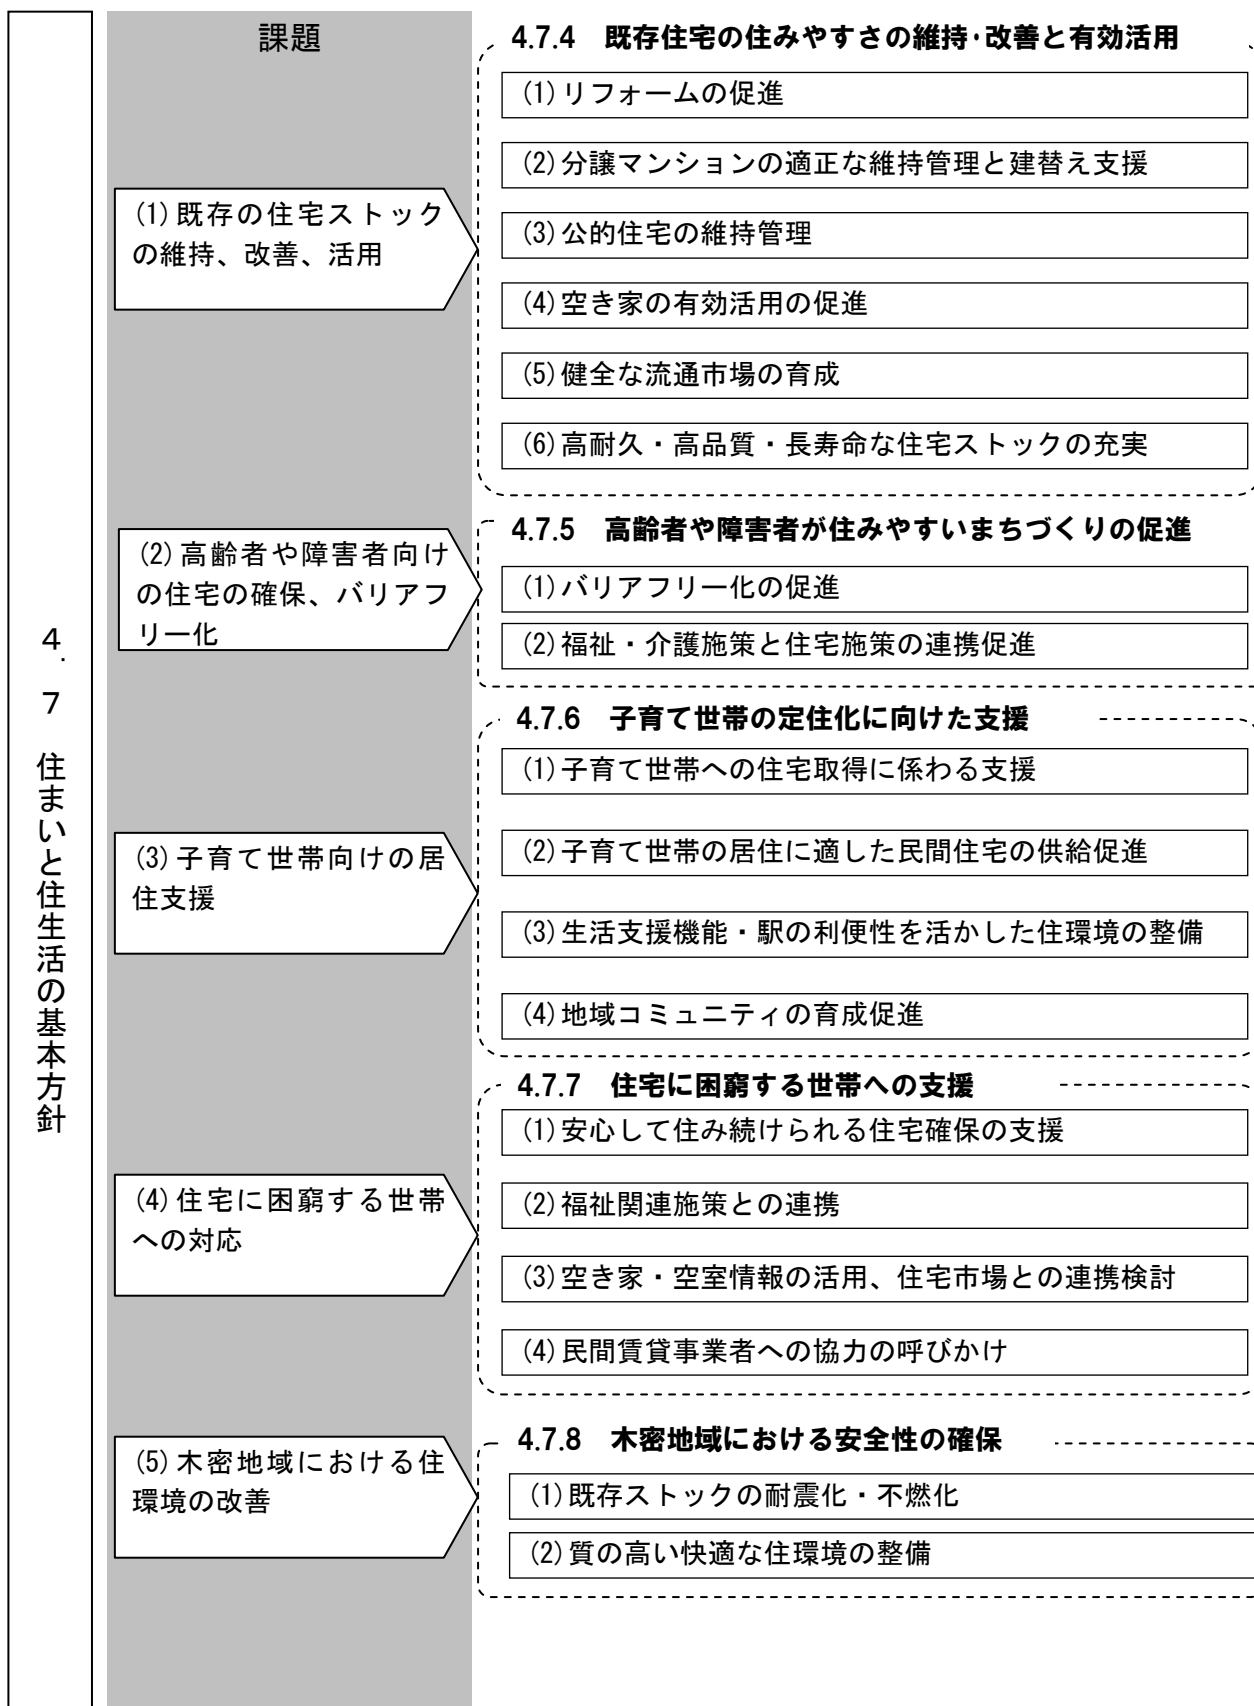 4.7 住まいと住生活の基本方針
課題
(1)既存の住宅ストック
の維持、改善、活用
4.7.4 既存住宅の住みやすさの維持・改善と有効活用
(1)リフォームの促進
(2)分譲マンションの適正な維持管理と建替え支援
(3)公的住宅の維持管理
(4)空き家の有効活用の促進
(5)健全な流通市場の育成
(6)高耐久・高品質・長寿命な住宅ストックの充実
(2)高齢者や障害者向け
の住宅の確保、バリアフ
リー化
4.7.5 高齢者や障害者が住みやすいまちづくりの促進
(1)バリアフリー化の促進
(2)福祉・介護施策と住宅施策の連携促進
(3)子育て世帯向けの居
住支援
4.7.6 子育て世帯の定住化に向けた支援
(1)子育て世帯への住宅取得に係わる支援
(2)子育て世帯の居住に適した民間住宅の供給促進
(3)生活支援機能・駅の利便性を活かした住環境の整備
(4)地域コミュニティの育成促進
(4)住宅に困窮する世帯
への対応
4.7.7 住宅に困窮する世帯への支援
(1)安心して住み続けられる住宅確保の支援
(2)福祉関連施策との連携
(3)空き家・空室情報の活用、住宅市場との連携検討
(4)民間賃貸事業者への協力の呼びかけ
(5)木密地域における住
環境の改善
4.7.8 木密地域における安全性の確保
(1)既存ストックの耐震化・不燃化
(2)質の高い快適な住環境の整備